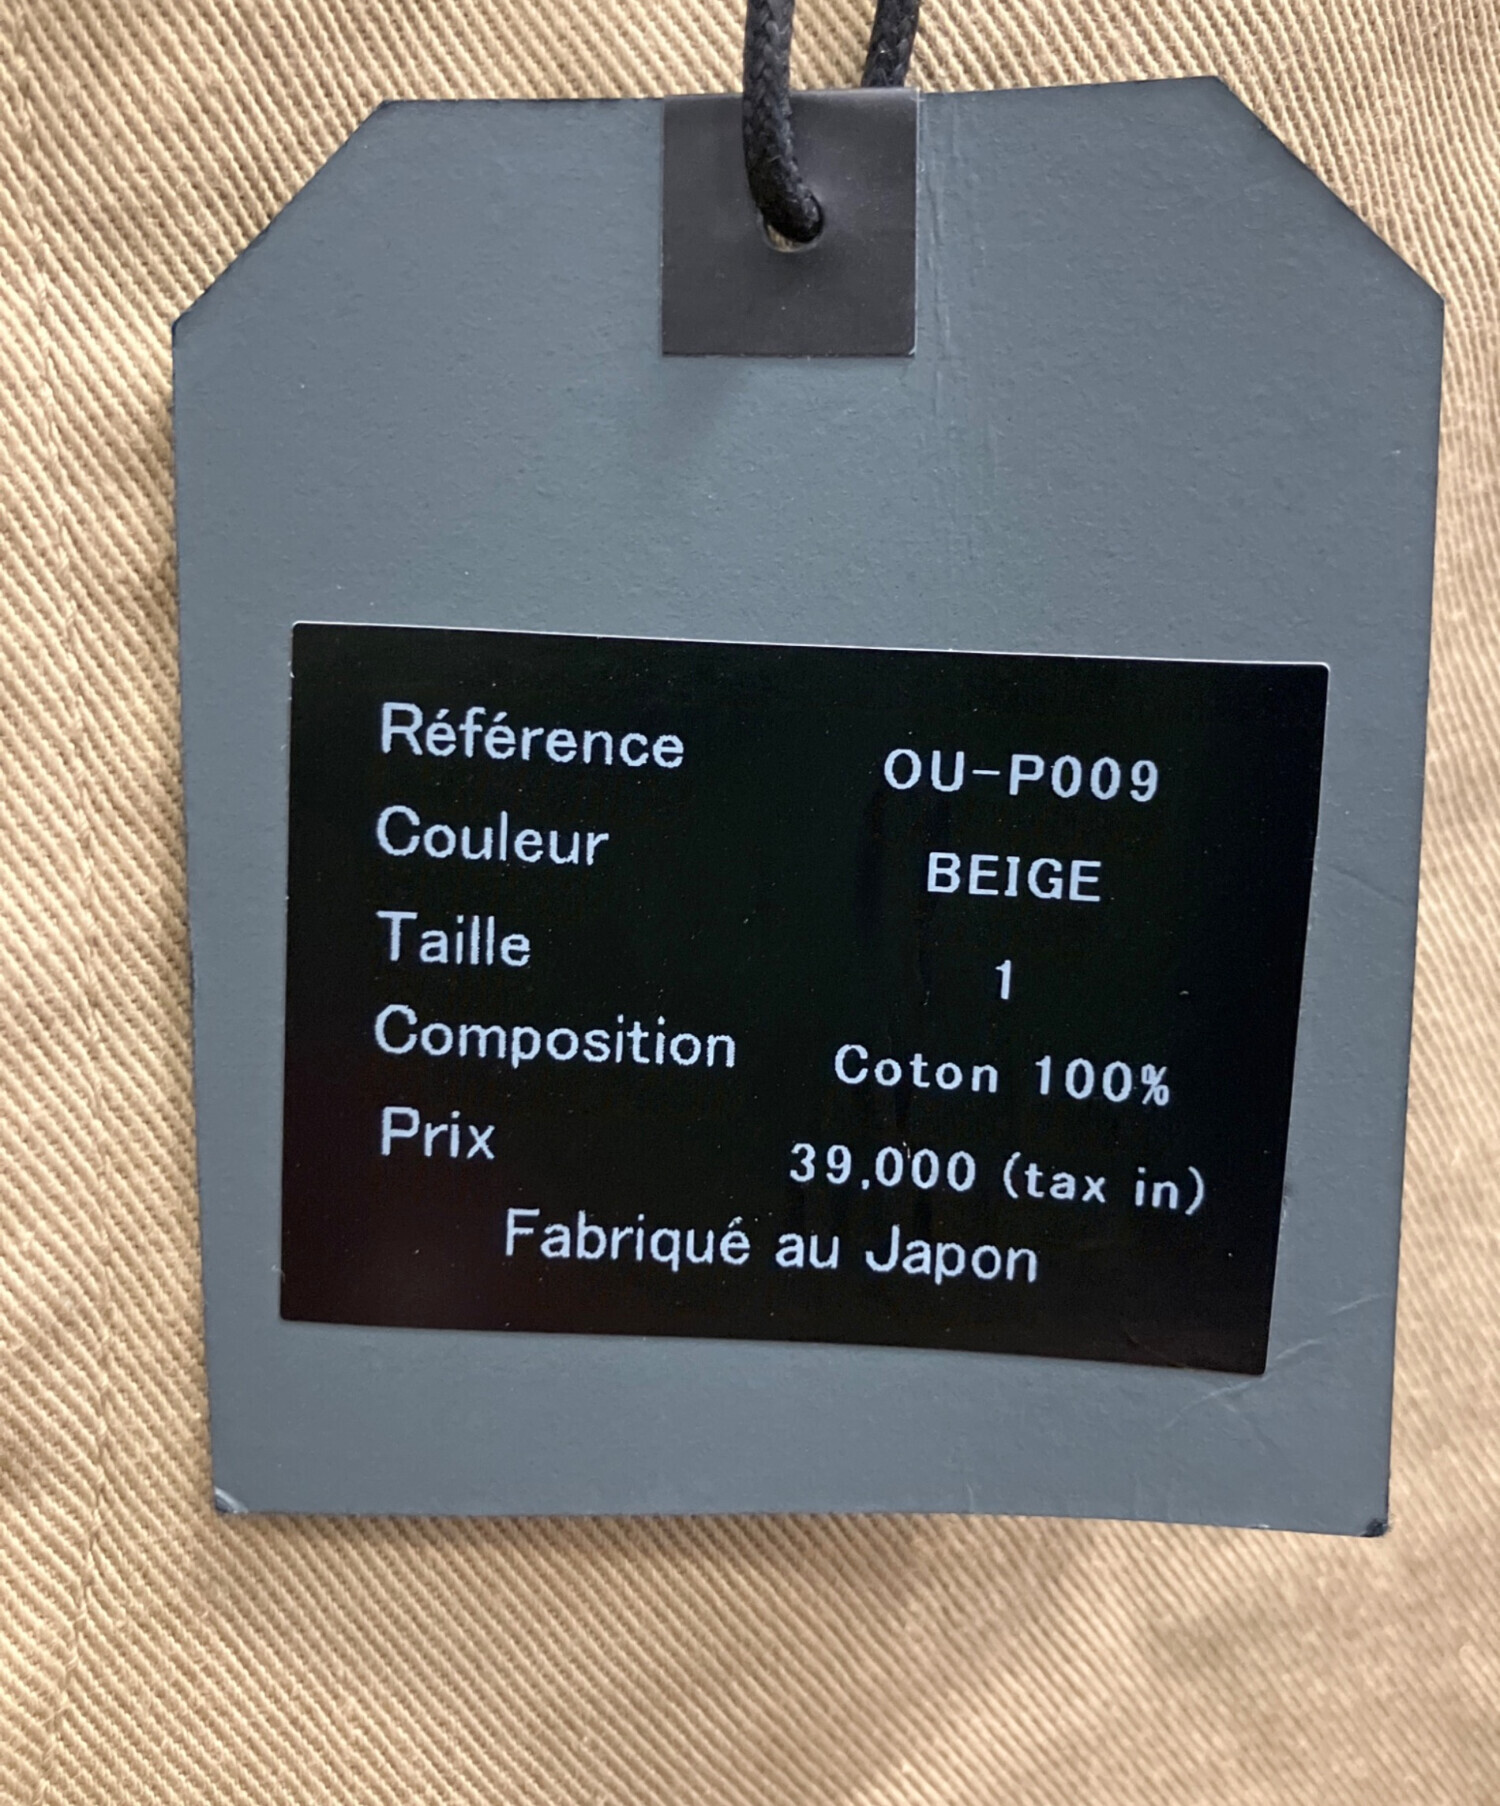 Référence OU-P009
Couleur BEIGE
Taille 1
Composition Coton 100%
Prix 39,000 (tax in)
Fabriqué au Japon